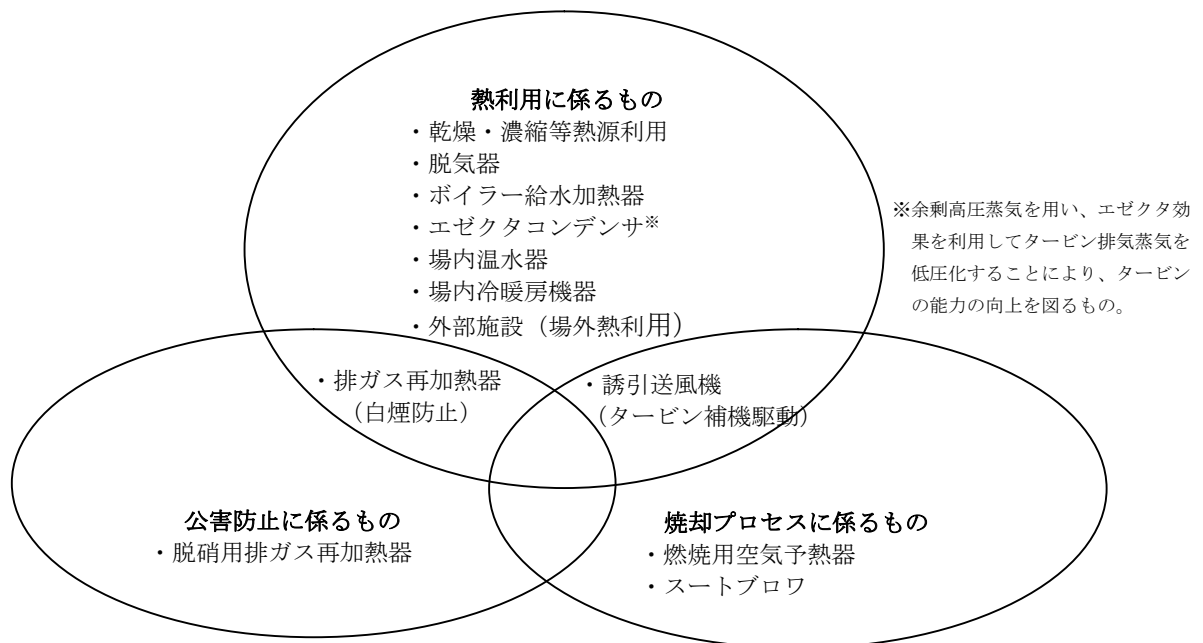 熱利用に係るもの
・乾燥・濃縮等熱源利用
・脱気器
・ボイラー給水加熱器
・エゼクタコンデンサ※
・場内温水器
・場内冷暖房機器
・外部施設（場外熱利用）
※余剰高圧蒸気を用い、エゼクタ効
果を利用してタービン排気蒸気を
低圧化することにより、タービン
の能力の向上を図るもの。
・排ガス再加熱器
（白煙防止）
・誘引送風機
（タービン補機駆動）
公害防止に係るもの
・脱硝用排ガス再加熱器
焼却プロセスに係るもの
・燃焼用空気予熱器
・スートブロワ